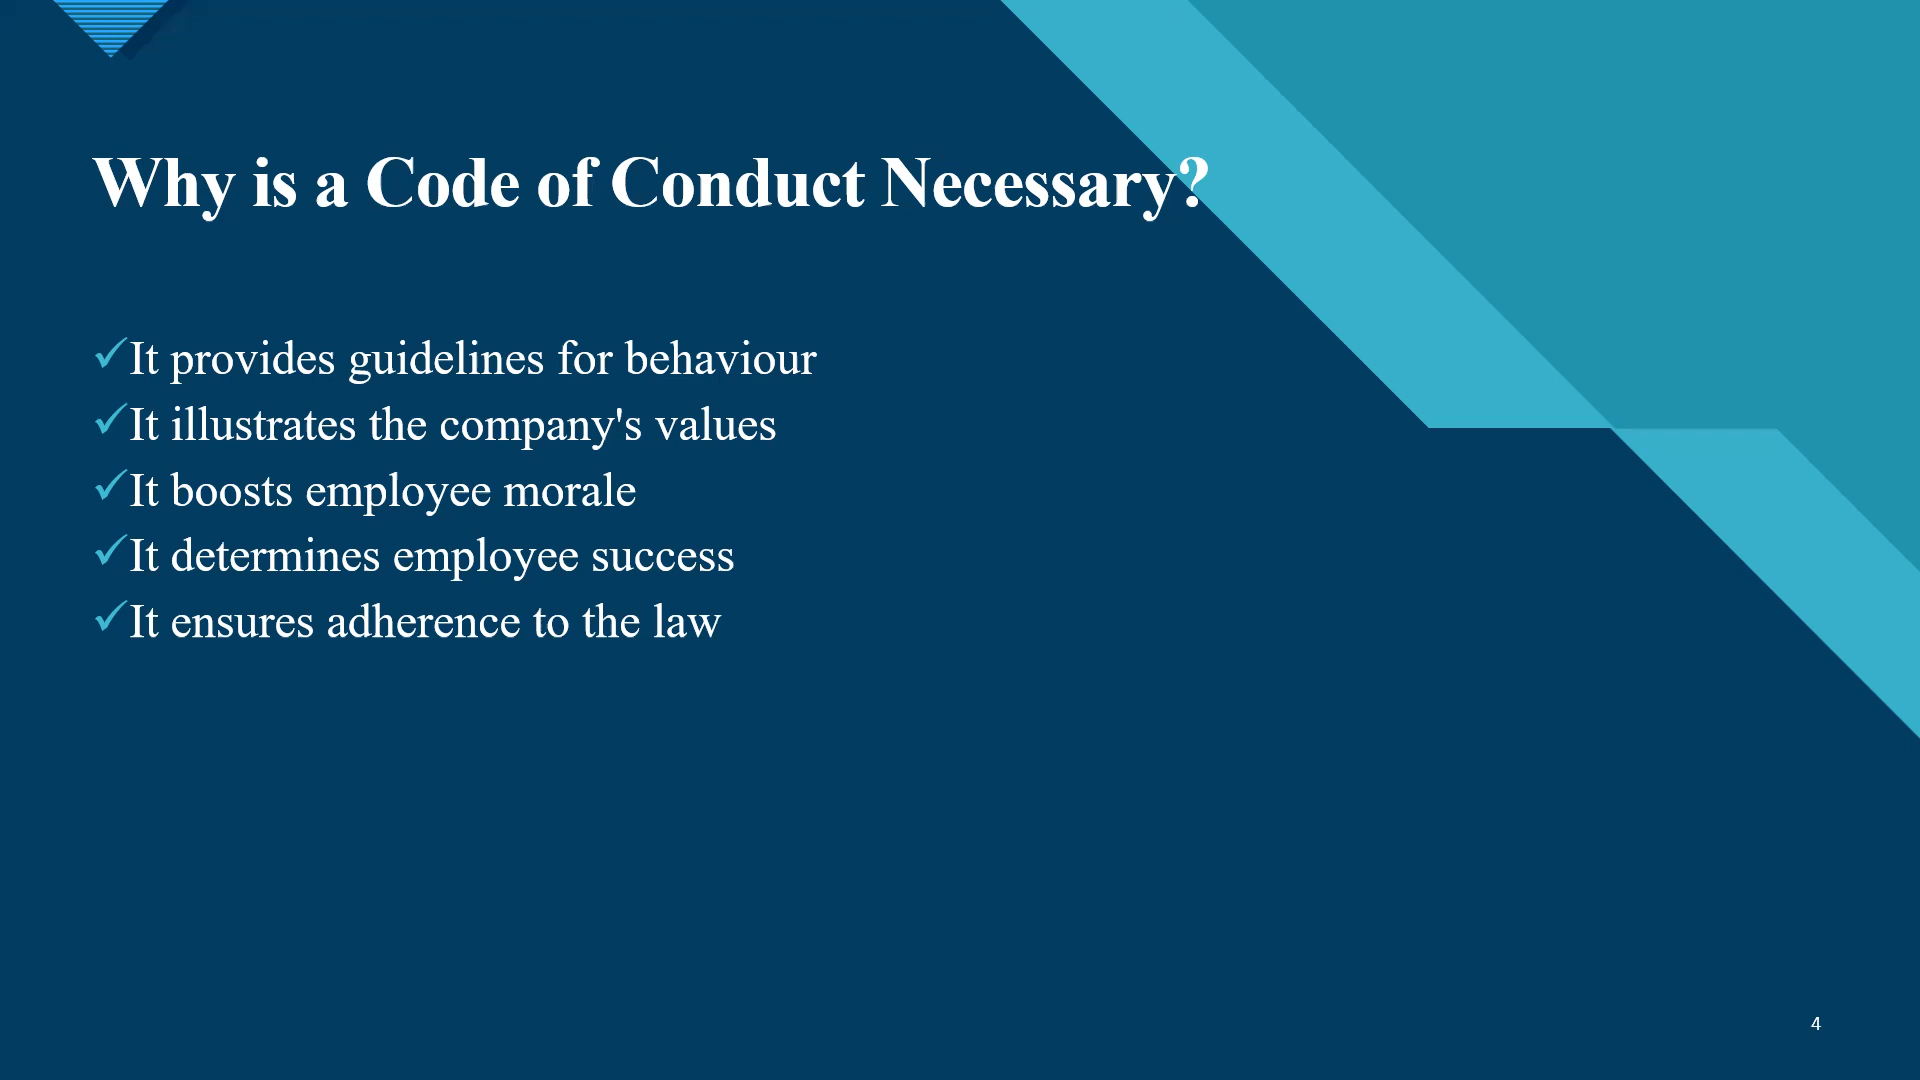 Why is a Code of Conduct Necessary?
✓It provides guidelines for behaviour
✓It illustrates the company's values
✓It boosts employee morale
✓It determines employee success
✓It ensures adherence to the law
4